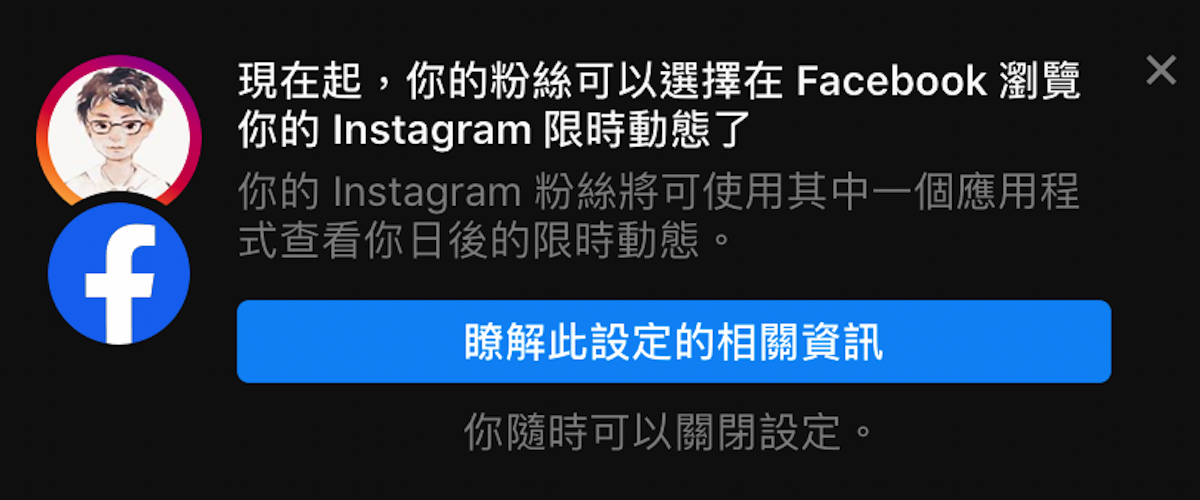 現在起，你的粉絲可以選擇在 Facebook 瀏覽
你的 Instagram 限時動態了
你的 Instagram 粉絲將可使用其中一個應用程
式查看你日後的限時動態。
瞭解此設定的相關資訊
你隨時可以關閉設定。